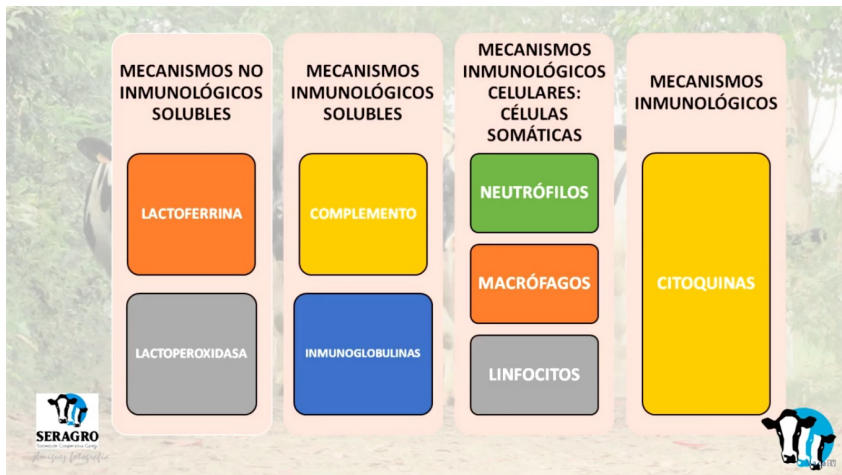 MECANISMOS NO
INMUNOLÓGICOS
SOLUBLES
LACTOFERRINA
LACTOPEROXIDASA
MECANISMOS
INMUNOLÓGICOS
SOLUBLES
COMPLEMENTO
INMUNOGLOBULINAS
MECANISMOS
INMUNOLÓGICOS
CELULARES:
CÉLULAS
SOMÁTICAS
NEUTRÓFILOS
MACRÓFAGOS
LINFOCITOS
MECANISMOS
INMUNOLÓGICOS
CITOQUINAS
SERAGRO